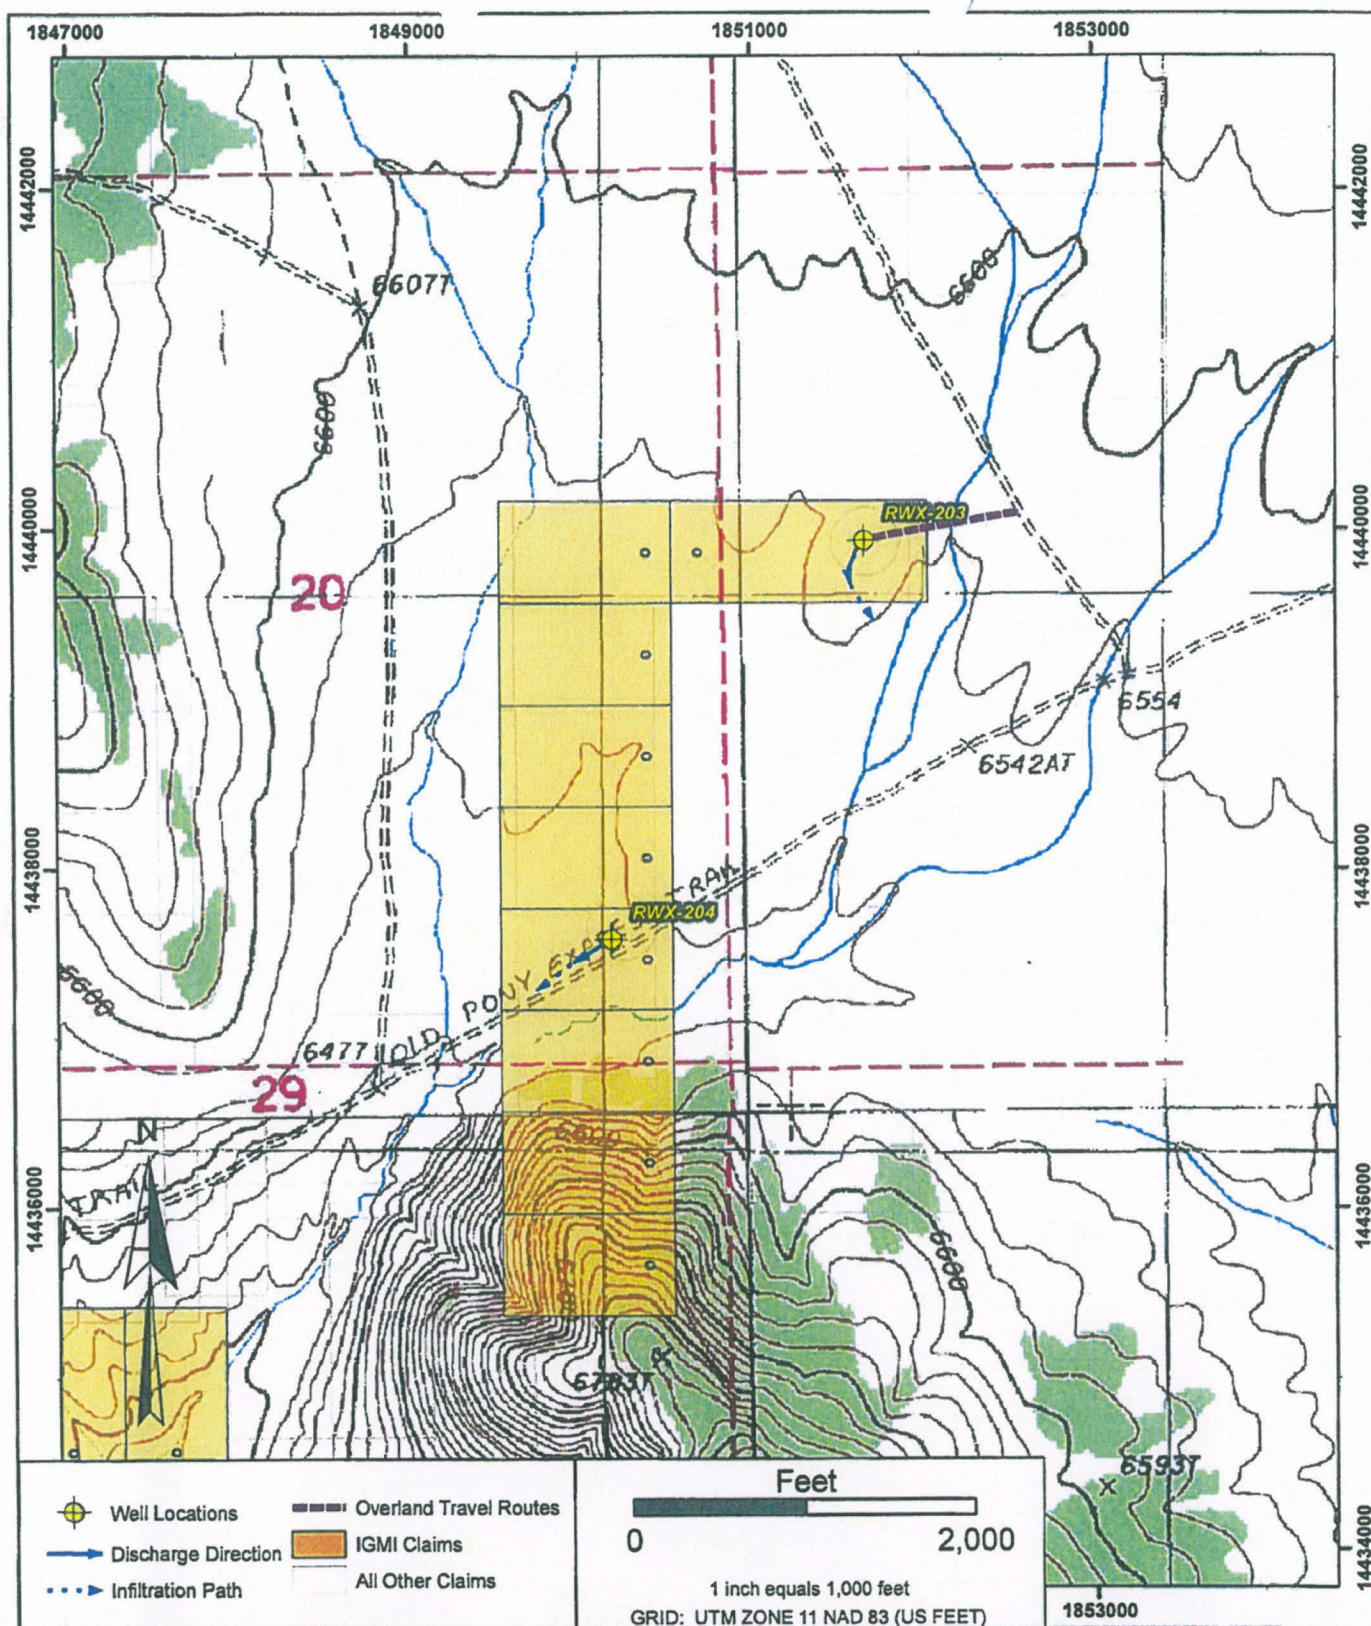 1847000
1849000
1851000
1853000
14442000
14442000
6607T
6600
6600
14440000
14440000
RWX-203
20
6554
6542AT
14438000
14438000
RWX-204
OLD PONY EXPRESS TRAIL
6600
6477
29
N
6600
TRAIL
14436000
14436000
6600
6793T
6593T
14434000
Well Locations
Discharge Direction
Infiltration Path
Overland Travel Routes
IGMI Claims
All Other Claims
Feet
0
2,000
1 inch equals 1,000 feet
GRID: UTM ZONE 11 NAD 83 (US FEET)
1853000